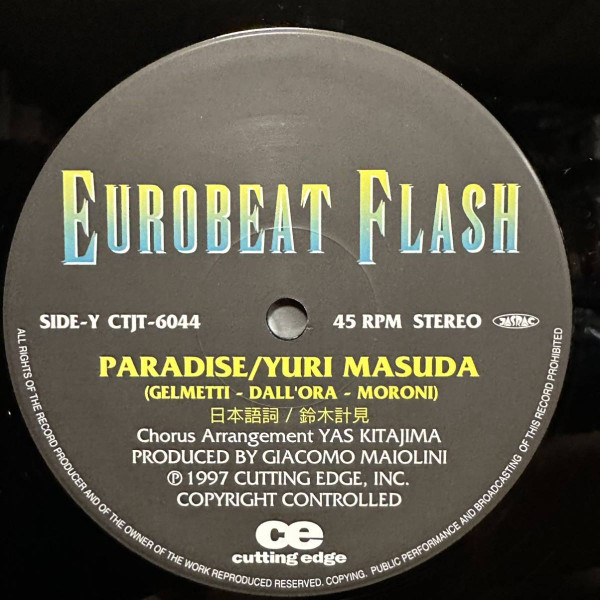 EUROBEAT FLASH
SIDE-Y CTJT-6044 45 RPM STEREO JASRAC
PARADISE/YURI MASUDA
(GELMETTI - DALL'ORA - MORONI)
日本語詞 / 鈴木計見
Chorus Arrangement YAS KITAJIMA
PRODUCED BY GIACOMO MAIOLINI
℗ 1997 CUTTING EDGE, INC.
COPYRIGHT CONTROLLED
ce
cutting edge
ALL RIGHTS OF THE RECORD PRODUCER AND OF THE OWNER OF THE WORK REPRODUCED RESERVED. COPYING. PUBLIC PERFORMANCE AND BROADCASTING OF THIS RECORD PROHIBITED